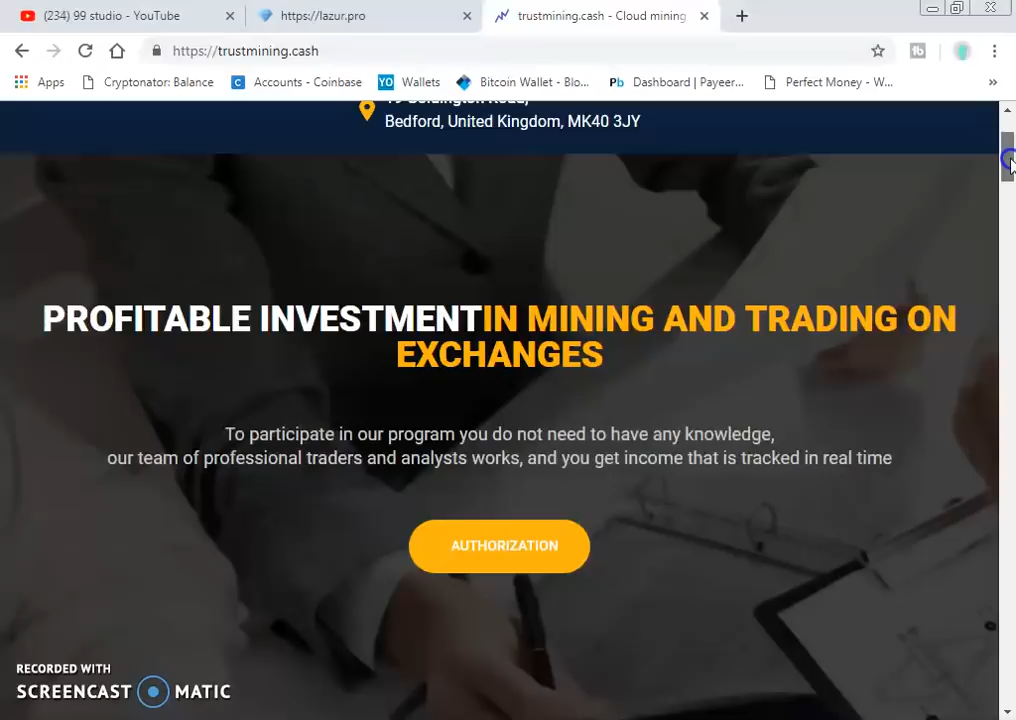 (234) 99 studio - YouTube
https://lazur.pro
trustmining.cash - Cloud mining
https://trustmining.cash
Apps
Cryptonator: Balance
Accounts - Coinbase
Wallets
Bitcoin Wallet - Blo...
Dashboard | Payeer...
Perfect Money - W...
Bedford, United Kingdom, MK40 3JY
PROFITABLE INVESTMENTIN MINING AND TRADING ON
EXCHANGES
To participate in our program you do not need to have any knowledge,
our team of professional traders and analysts works, and you get income that is tracked in real time
AUTHORIZATION
RECORDED WITH
SCREENCAST MATIC